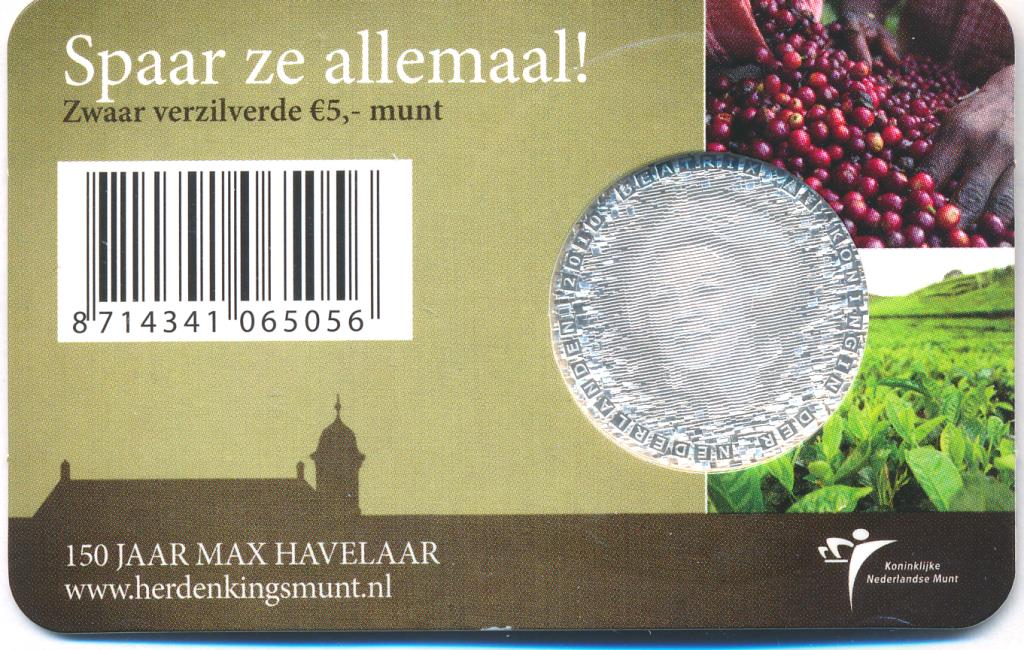 Spaar ze allemaal!
Zwaar verzilverde €5,- munt
8 714341 065056
BEATRIX KONINGIN DER NEDERLANDEN 2010
150 JAAR MAX HAVELAAR
www.herdenkingsmunt.nl
Koninklijke
Nederlandse Munt